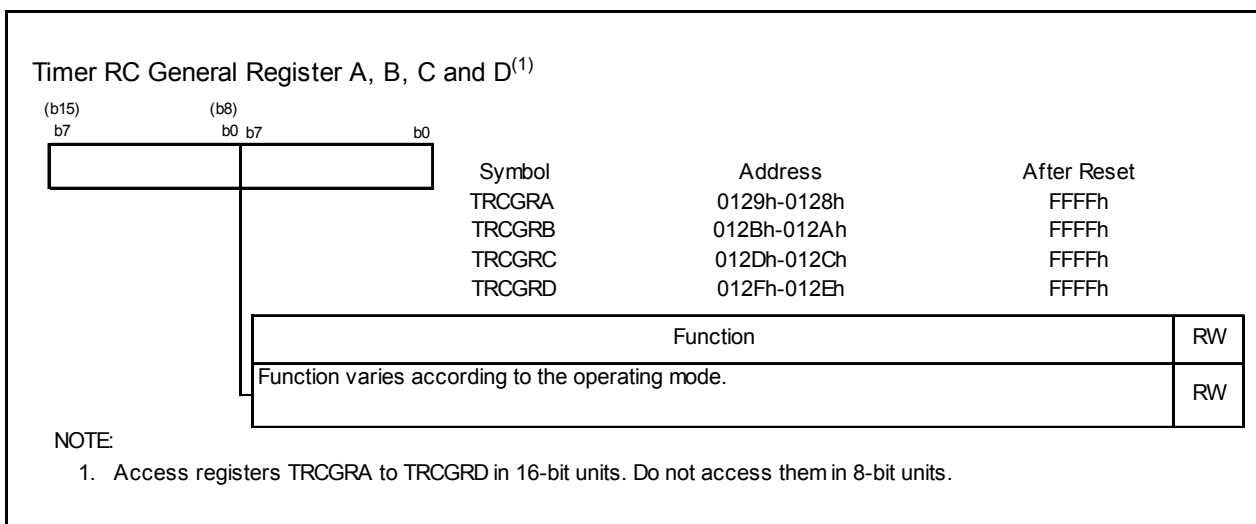 Timer RC General Register A, B, C and D(1)
(b15) (b8)
b7 b0 b7 b0
Symbol Address After Reset
TRCGRA 0129h-0128h FFFFh
TRCGRB 012Bh-012Ah FFFFh
TRCGRC 012Dh-012Ch FFFFh
TRCGRD 012Fh-012Eh FFFFh
Function RW
Function varies according to the operating mode. RW
NOTE:
1. Access registers TRCGRA to TRCGRD in 16-bit units. Do not access them in 8-bit units.